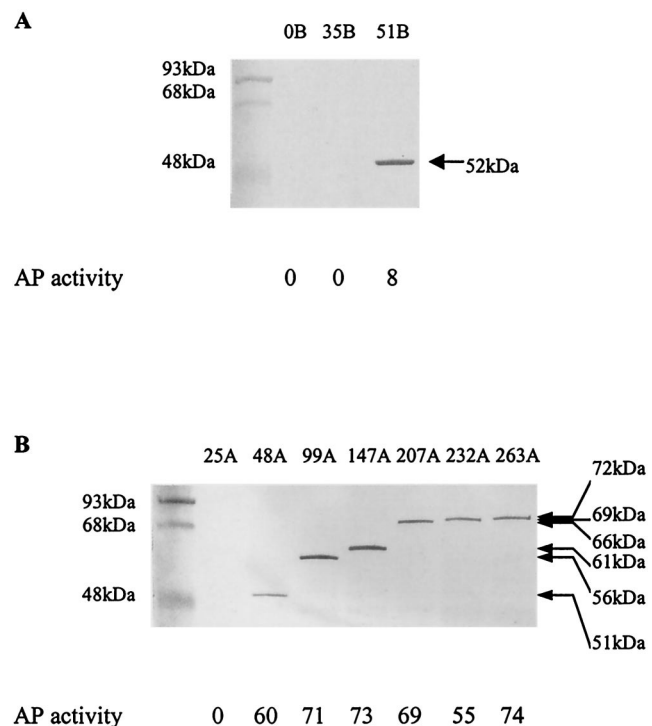 A
0B 35B 51B
93kDa
68kDa
48kDa
52kDa
AP activity 0 0 8
B
25A 48A 99A 147A 207A 232A 263A
72kDa
93kDa
69kDa
68kDa
66kDa
61kDa
48kDa
56kDa
51kDa
AP activity 0 60 71 73 69 55 74